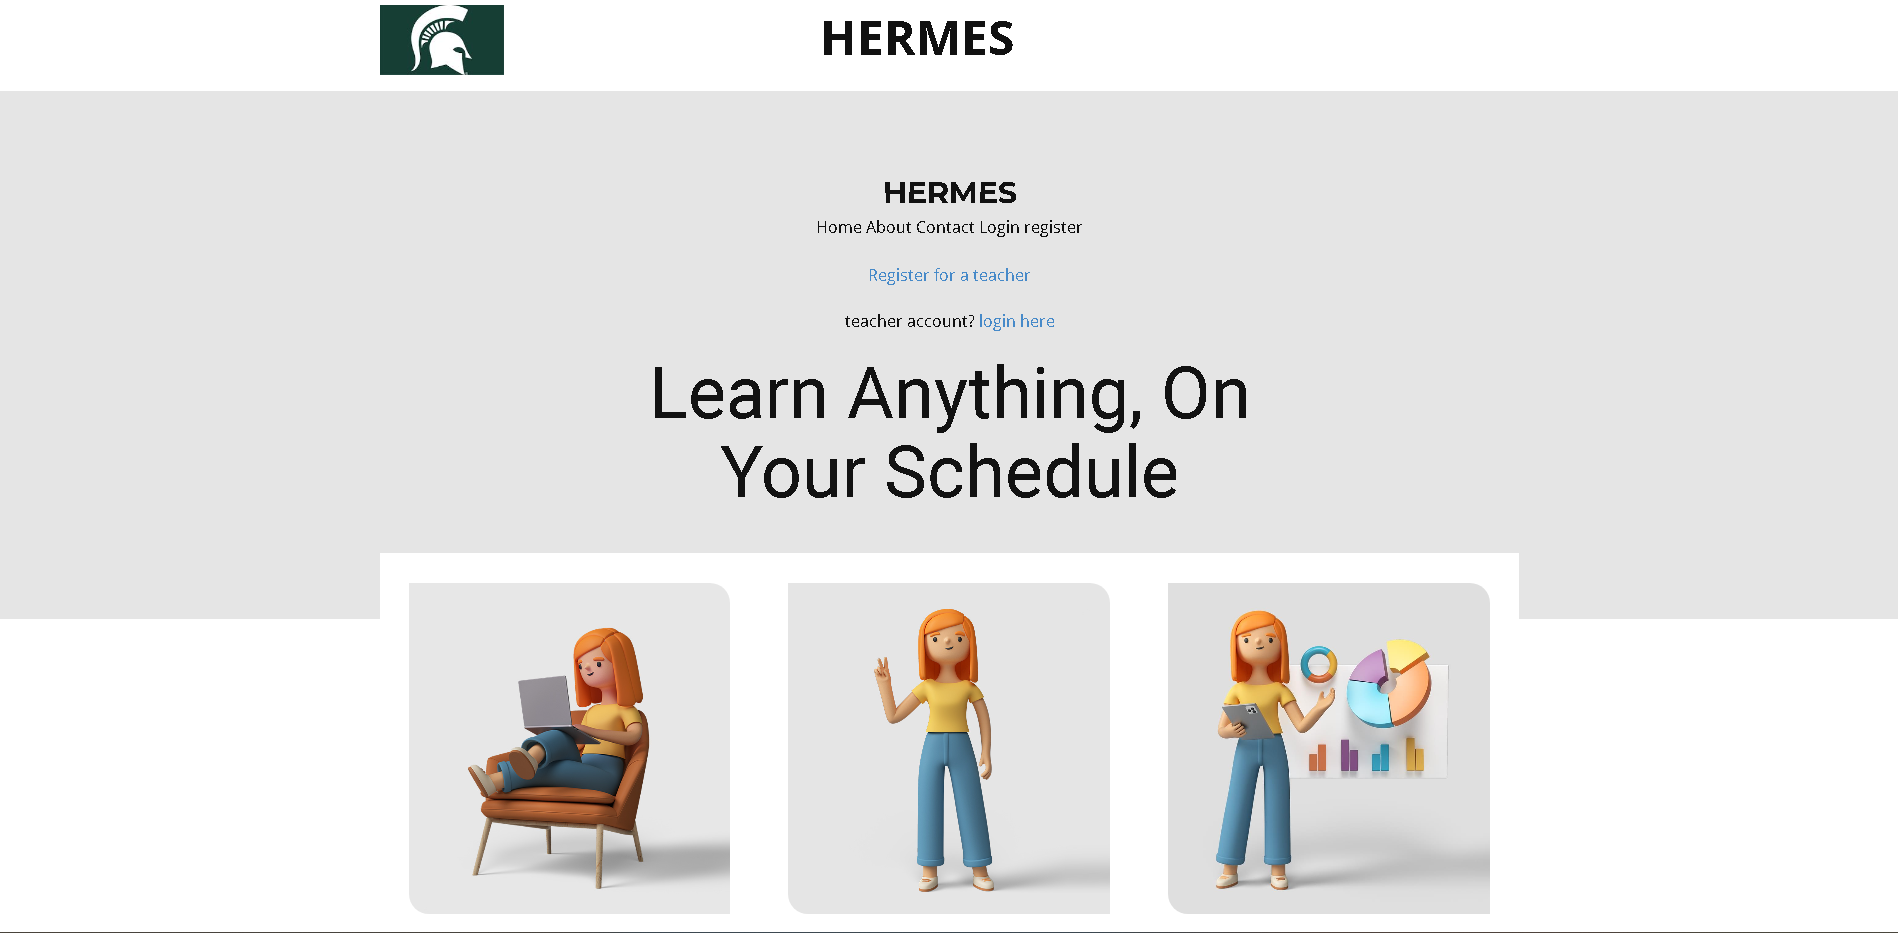 HERMES
HERMES
Home About Contact Login register
Register for a teacher
teacher account? login here
Learn Anything, On
Your Schedule